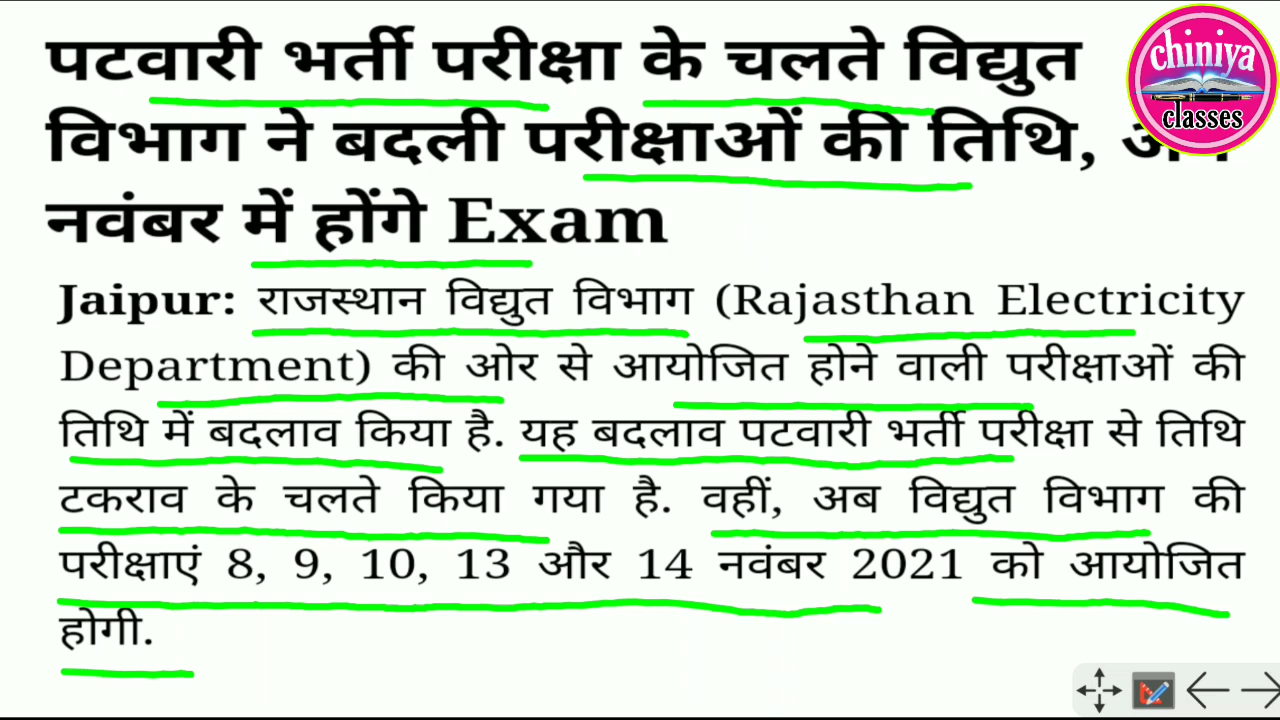 पटवारी भर्ती परीक्षा के चलते विद्युत
विभाग ने बदली परीक्षाओं की तिथि,
नवंबर में होंगे Exam
Jaipur: राजस्थान विद्युत विभाग (Rajasthan Electricity
Department) की ओर से आयोजित होने वाली परीक्षाओं की
तिथि में बदलाव किया है. यह बदलाव पटवारी भर्ती परीक्षा से तिथि
टकराव के चलते किया गया है. वहीं, अब विद्युत विभाग की
परीक्षाएं 8, 9, 10, 13 और 14 नवंबर 2021 को आयोजित
होगी.
chiniya
classes